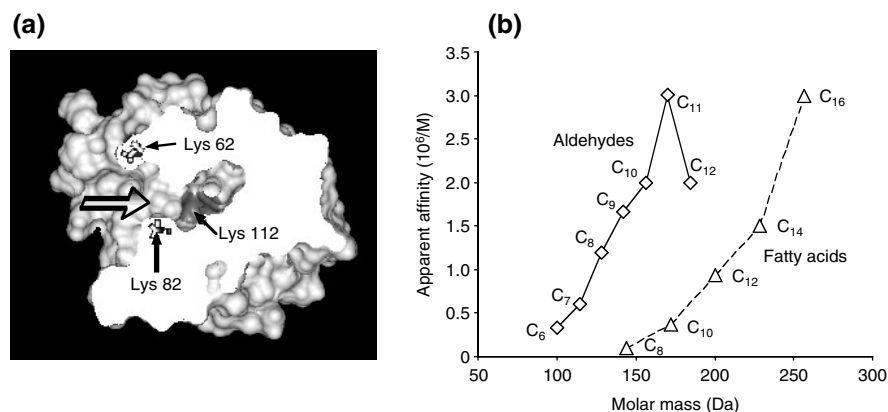 (a)
Lys 62
Lys 112
Lys 82
(b)
Apparent affinity (10⁶/M)
3.5
3.0
2.5
2.0
1.5
1.0
0.5
0
50
100
150
200
250
300
Molar mass (Da)
Aldehydes
C₆
C₇
C₈
C₉
C₁₀
C₁₁
C₁₂
Fatty acids
C₈
C₁₀
C₁₂
C₁₄
C₁₆